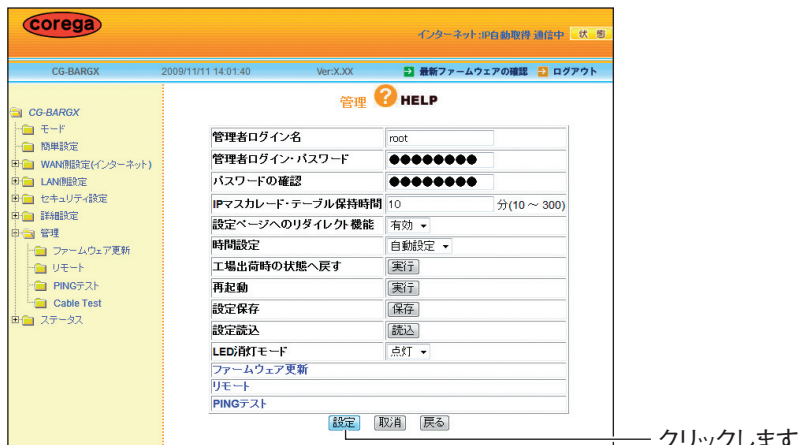 corega
インターネット:IP自動取得 通信中 状 態
CG-BARGX 2009/11/11 14:01:40 Ver:X.XX 最新ファームウェアの確認 ログアウト
管理 ? HELP
CG-BARGX
モード
簡単設定
WAN側設定(インターネット)
LAN側設定
セキュリティ設定
詳細設定
管理
ファームウェア更新
リモート
PINGテスト
Cable Test
ステータス
管理者ログイン名 root
管理者ログイン・パスワード ●●●●●●●●
パスワードの確認 ●●●●●●●●
IPマスカレード・テーブル保持時間 10 分(10 ～ 300)
設定ページへのリダイレクト機能 有効
時間設定 自動設定
工場出荷時の状態へ戻す 実行
再起動 実行
設定保存 保存
設定読込 読込
LED消灯モード 点灯
ファームウェア更新
リモート
PINGテスト
設定 取消 戻る
クリックします